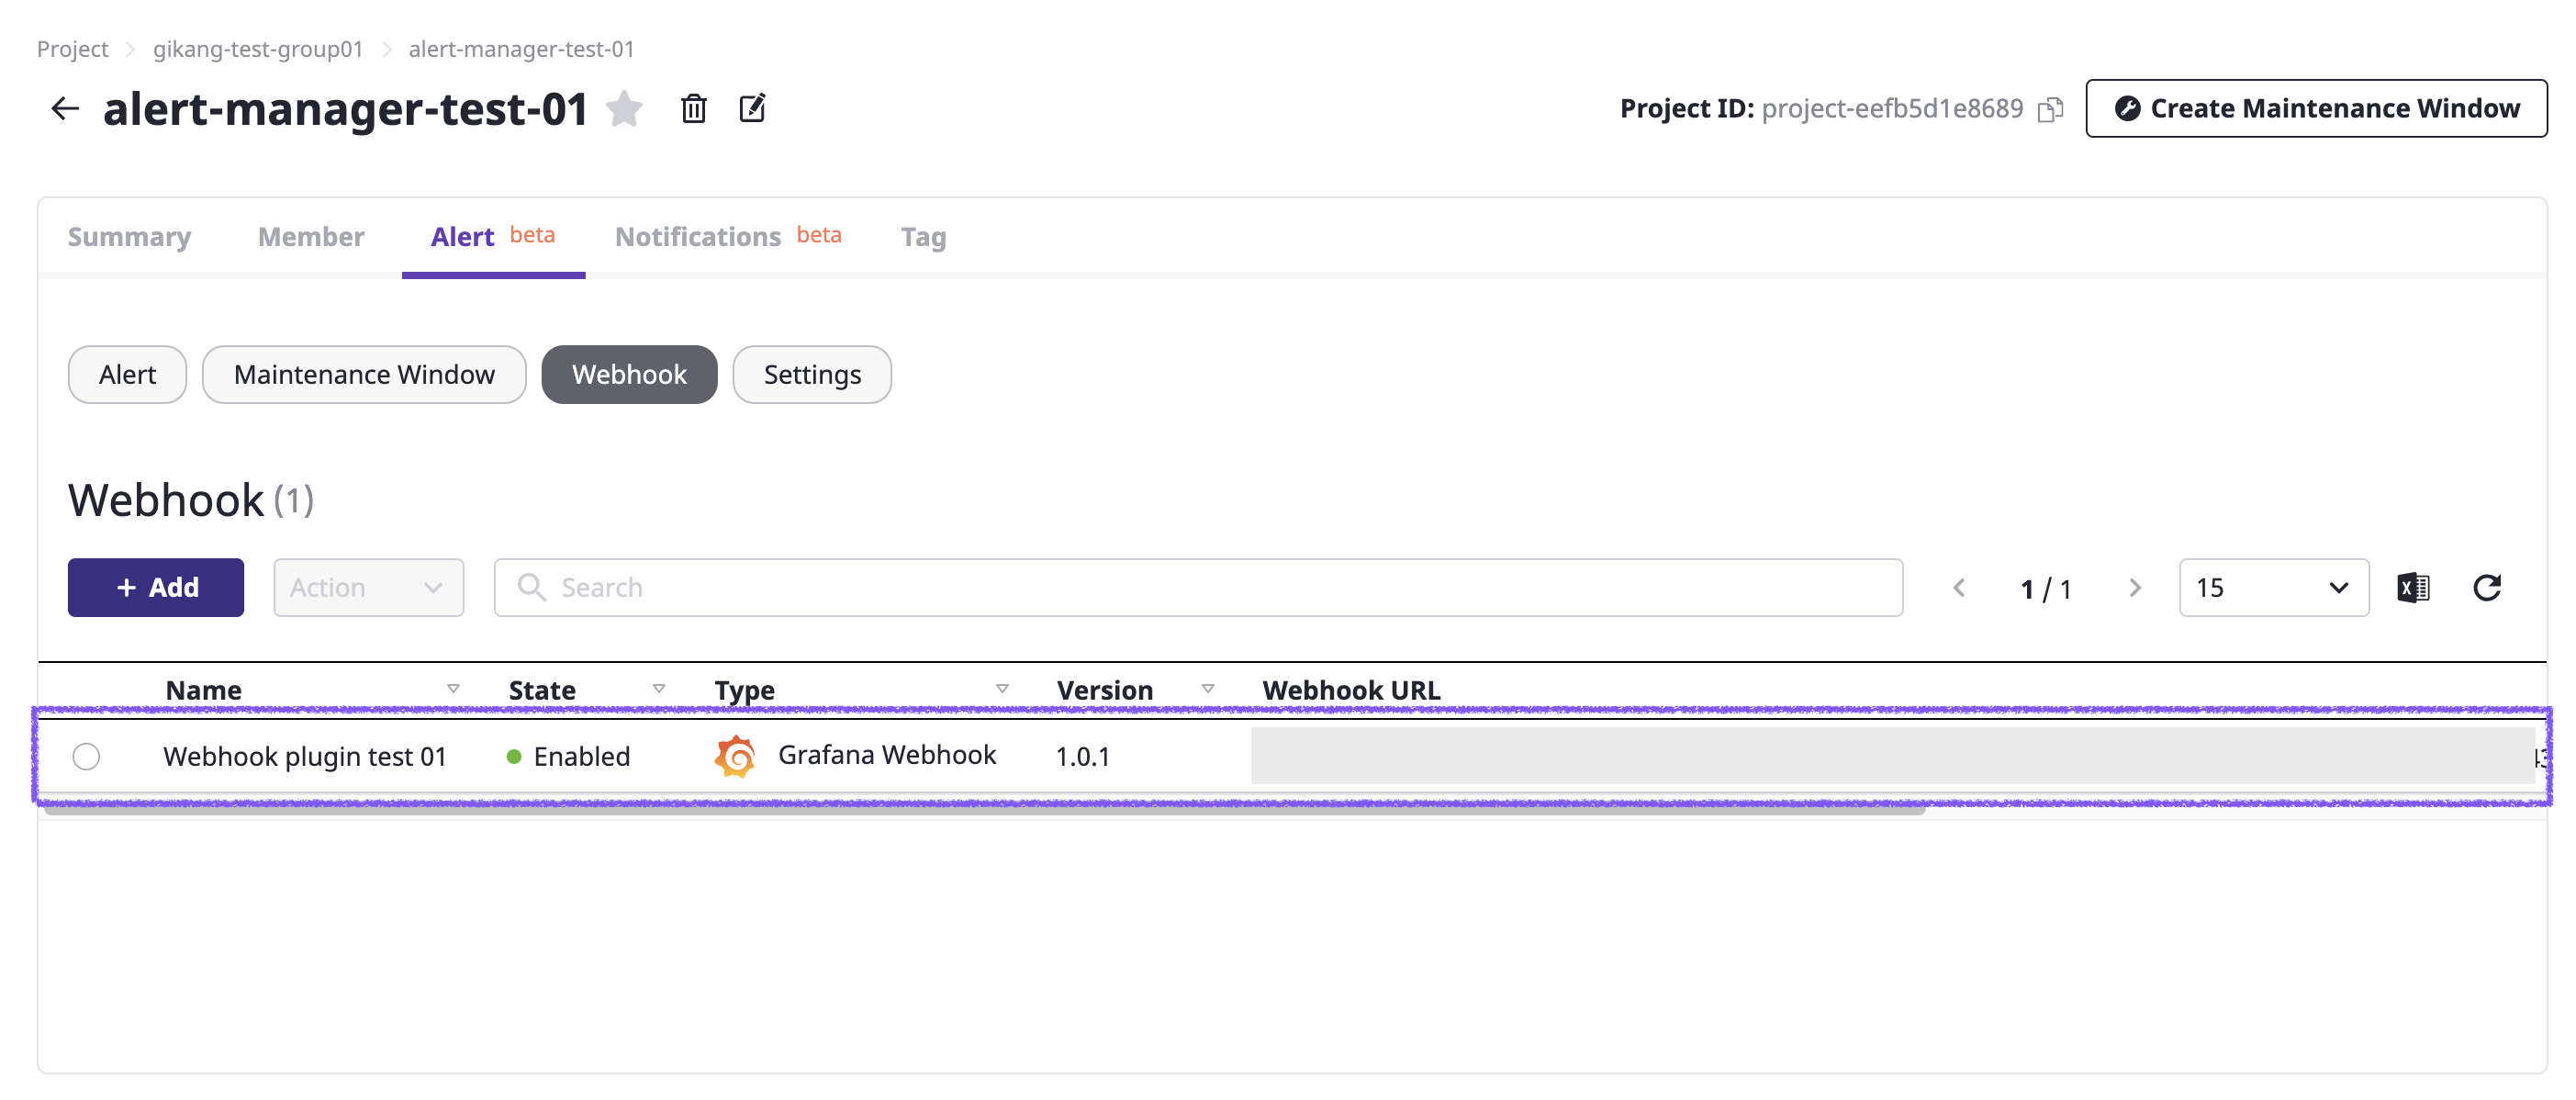 Project > gikang-test-group01 > alert-manager-test-01
alert-manager-test-01
Project ID: project-eefb5d1e8689
Create Maintenance Window
Summary Member Alert beta Notifications beta Tag
Alert Maintenance Window Webhook Settings
Webhook (1)
+ Add Action Search 1 / 1 15
Name State Type Version Webhook URL
Webhook plugin test 01 Enabled Grafana Webhook 1.0.1